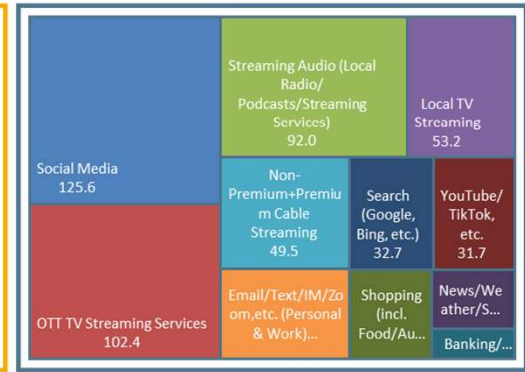 Social Media
125.6
OTT TV Streaming Services
102.4
Streaming Audio (Local
Radio/
Podcasts/Streaming
Services)
92.0
Local TV
Streaming
53.2
Non-
Premium+Premiu
m Cable
Streaming
49.5
Search
(Google,
Bing, etc.)
32.7
YouTube/
TikTok,
etc.
31.7
Email/Text/IM/Zo
om,etc. (Personal
& Work)...
Shopping
(incl.
Food/Au...
News/We
ather/S...
Banking/...